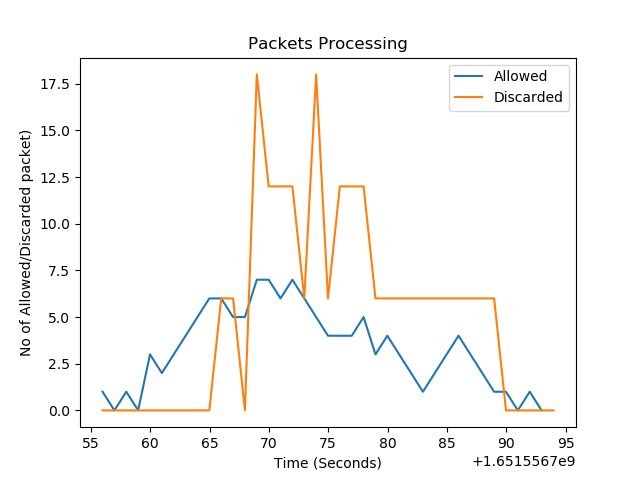 Packets Processing
Allowed
Discarded
No of Allowed/Discarded packet)
17.5
15.0
12.5
10.0
7.5
5.0
2.5
0.0
55 60 65 70 75 80 85 90 95
Time (Seconds)
+1.6515567e9